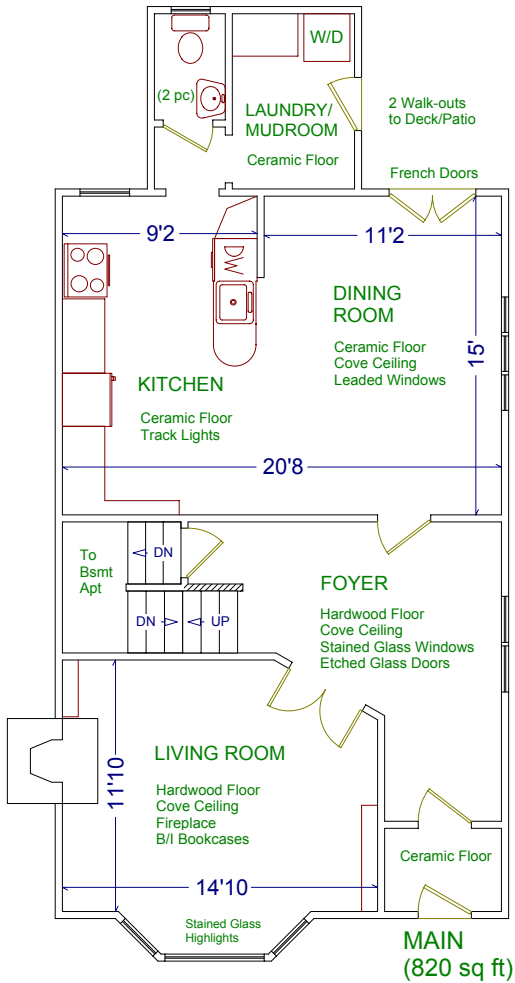 W/D
(2 pc)
LAUNDRY/
MUDROOM
Ceramic Floor
2 Walk-outs
to Deck/Patio
French Doors
9'2
11'2
DW
DINING
ROOM
Ceramic Floor
Cove Ceiling
Leaded Windows
15'
KITCHEN
Ceramic Floor
Track Lights
20'8
To
Bsmt
Apt
DN
DN
UP
FOYER
Hardwood Floor
Cove Ceiling
Stained Glass Windows
Etched Glass Doors
LIVING ROOM
Hardwood Floor
Cove Ceiling
Fireplace
B/I Bookcases
11'10
14'10
Stained Glass
Highlights
Ceramic Floor
MAIN
(820 sq ft)